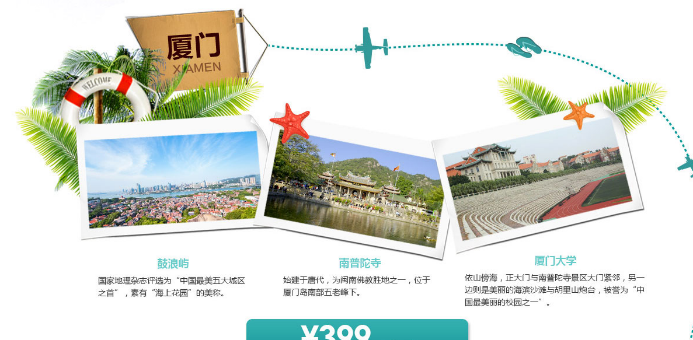 厦门
XIAMEN
WELCOME
鼓浪屿
国家地理杂志评选为“中国最美五大城区
之首”，素有“海上花园”的美称。
南普陀寺
始建于唐代，为闽南佛教胜地之一，位于
厦门岛南部五老峰下。
厦门大学
依山傍海，正大门与南普陀寺景区大门紧邻，另一
边则是美丽的海滨沙滩与胡里山炮台，被誉为“中
国最美丽的校园之一”。
¥399